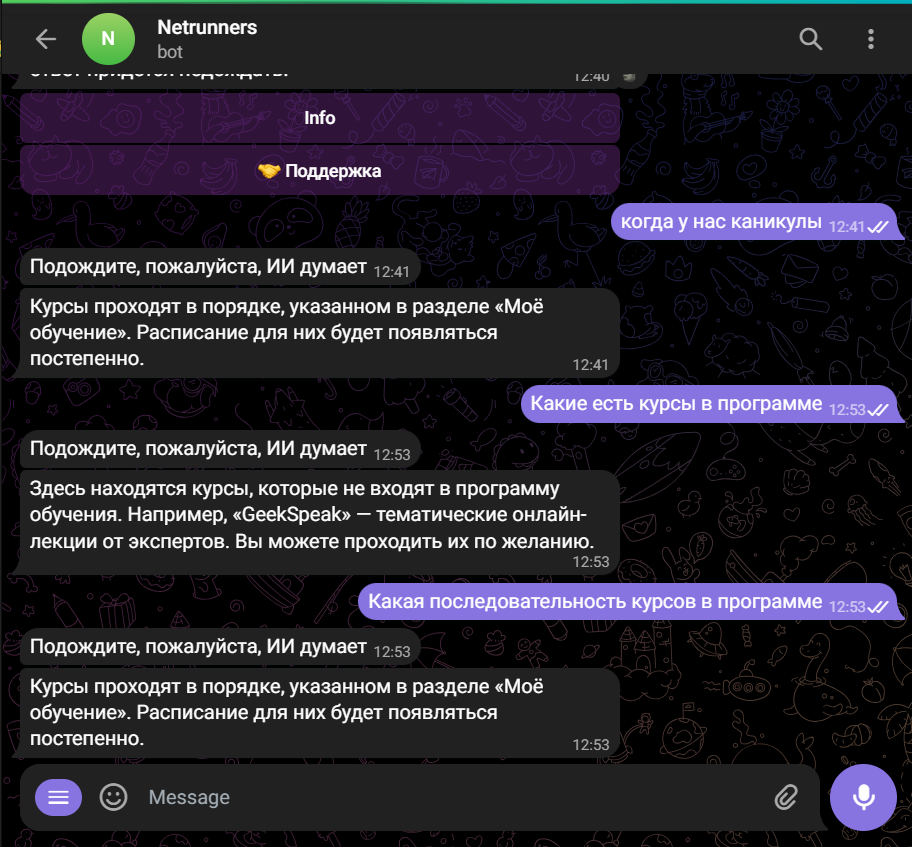 N
Netrunners
bot
ответ придётся подождать.
12:40
Info
🤝 Поддержка
когда у нас каникулы 12:41
Подождите, пожалуйста, ИИ думает 12:41
Курсы проходят в порядке, указанном в разделе «Моё
обучение». Расписание для них будет появляться
постепенно.
12:41
Какие есть курсы в программе 12:53
Подождите, пожалуйста, ИИ думает 12:53
Здесь находятся курсы, которые не входят в программу
обучения. Например, «GeekSpeak» — тематические онлайн-
лекции от экспертов. Вы можете проходить их по желанию.
12:53
Какая последовательность курсов в программе 12:53
Подождите, пожалуйста, ИИ думает 12:53
Курсы проходят в порядке, указанном в разделе «Моё
обучение». Расписание для них будет появляться
постепенно.
12:53
Message